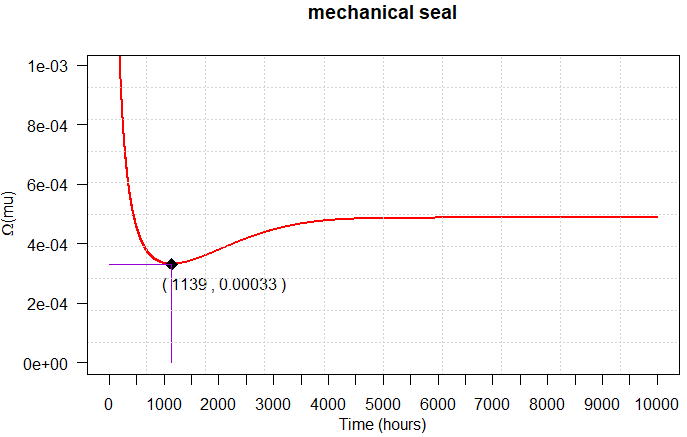 mechanical seal
1e-03
8e-04
6e-04
4e-04
2e-04
0e+00
Ω(mu)
( 1139 , 0.00033 )
0 1000 2000 3000 4000 5000 6000 7000 8000 9000 10000
Time (hours)